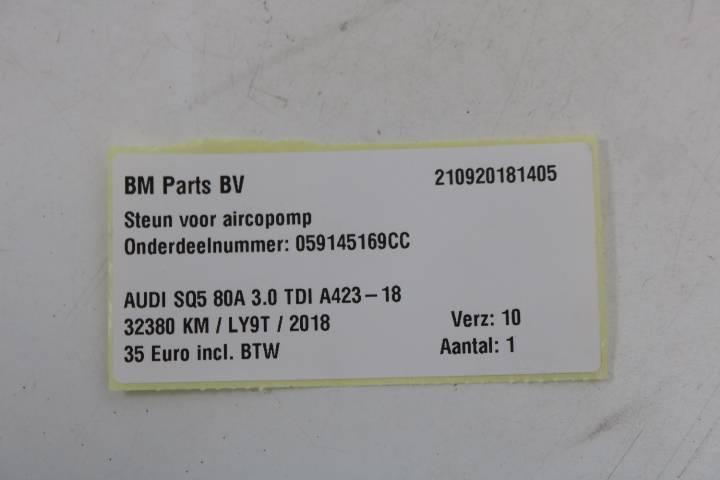 BM Parts BV 210920181405
Steun voor aircopomp
Onderdeelnummer: 059145169CC
AUDI SQ5 80A 3.0 TDI A423-18
32380 KM / LY9T / 2018 Verz: 10
35 Euro incl. BTW Aantal: 1